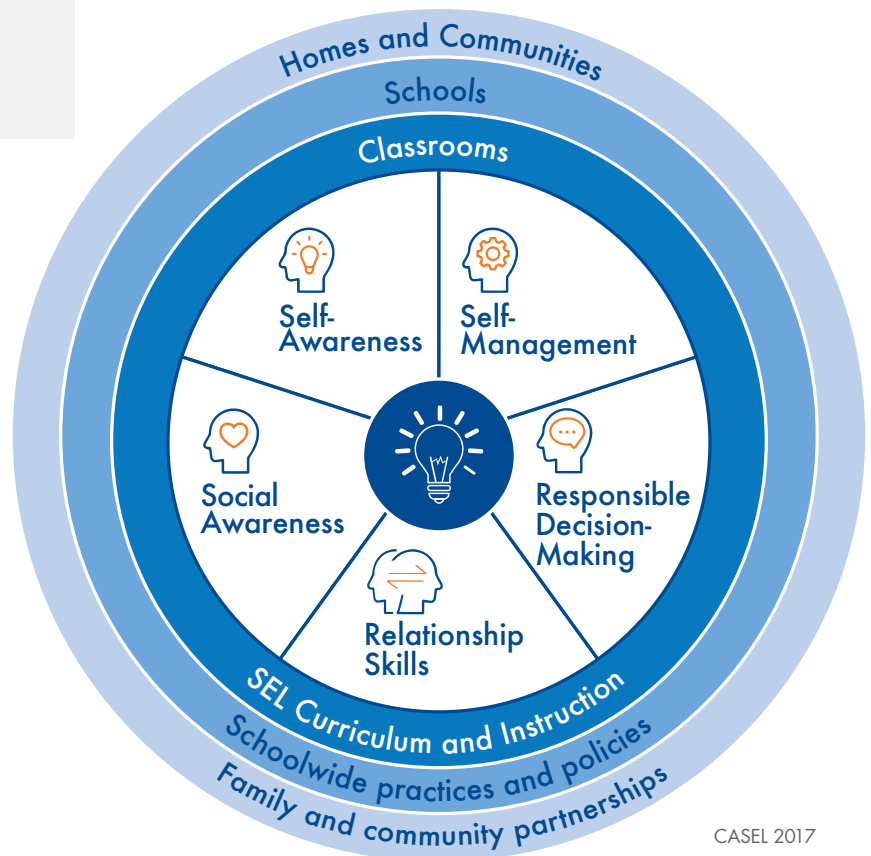 Homes and Communities
Schools
Classrooms
Self-
Awareness
Self-
Management
Social
Awareness
Responsible
Decision-
Making
Relationship
Skills
SEL Curriculum and Instruction
Schoolwide practices and policies
Family and community partnerships
CASEL 2017